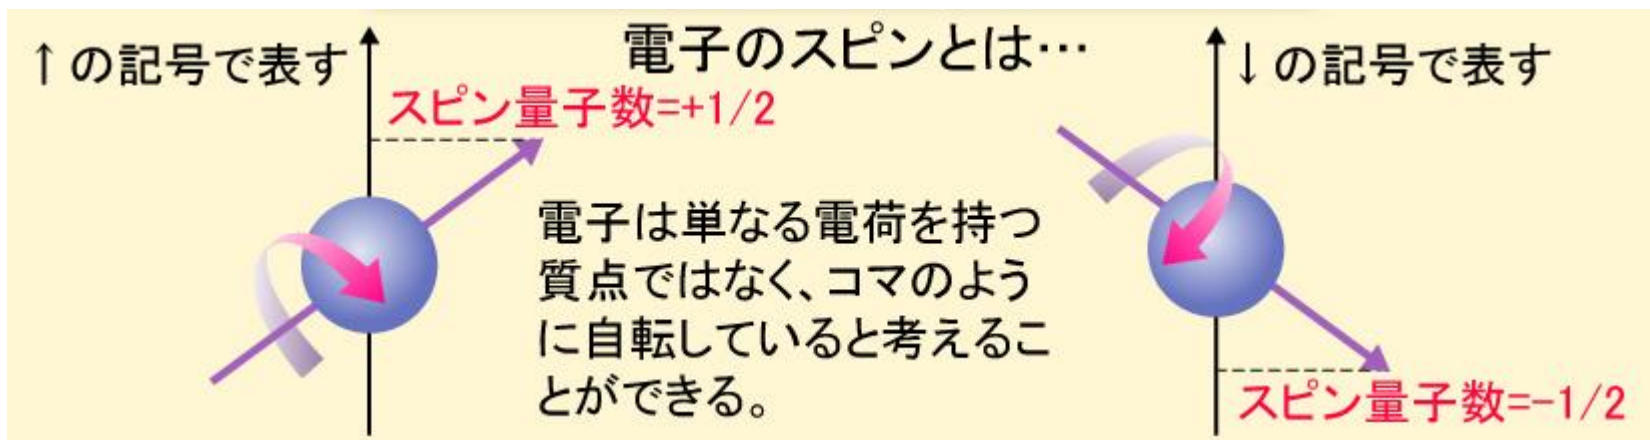 電子のスピンとは…
↑の記号で表す
スピン量子数=+1/2
電子は単なる電荷を持つ
質点ではなく、コマのよう
に自転していると考えるこ
とができる。
↓の記号で表す
スピン量子数=-1/2